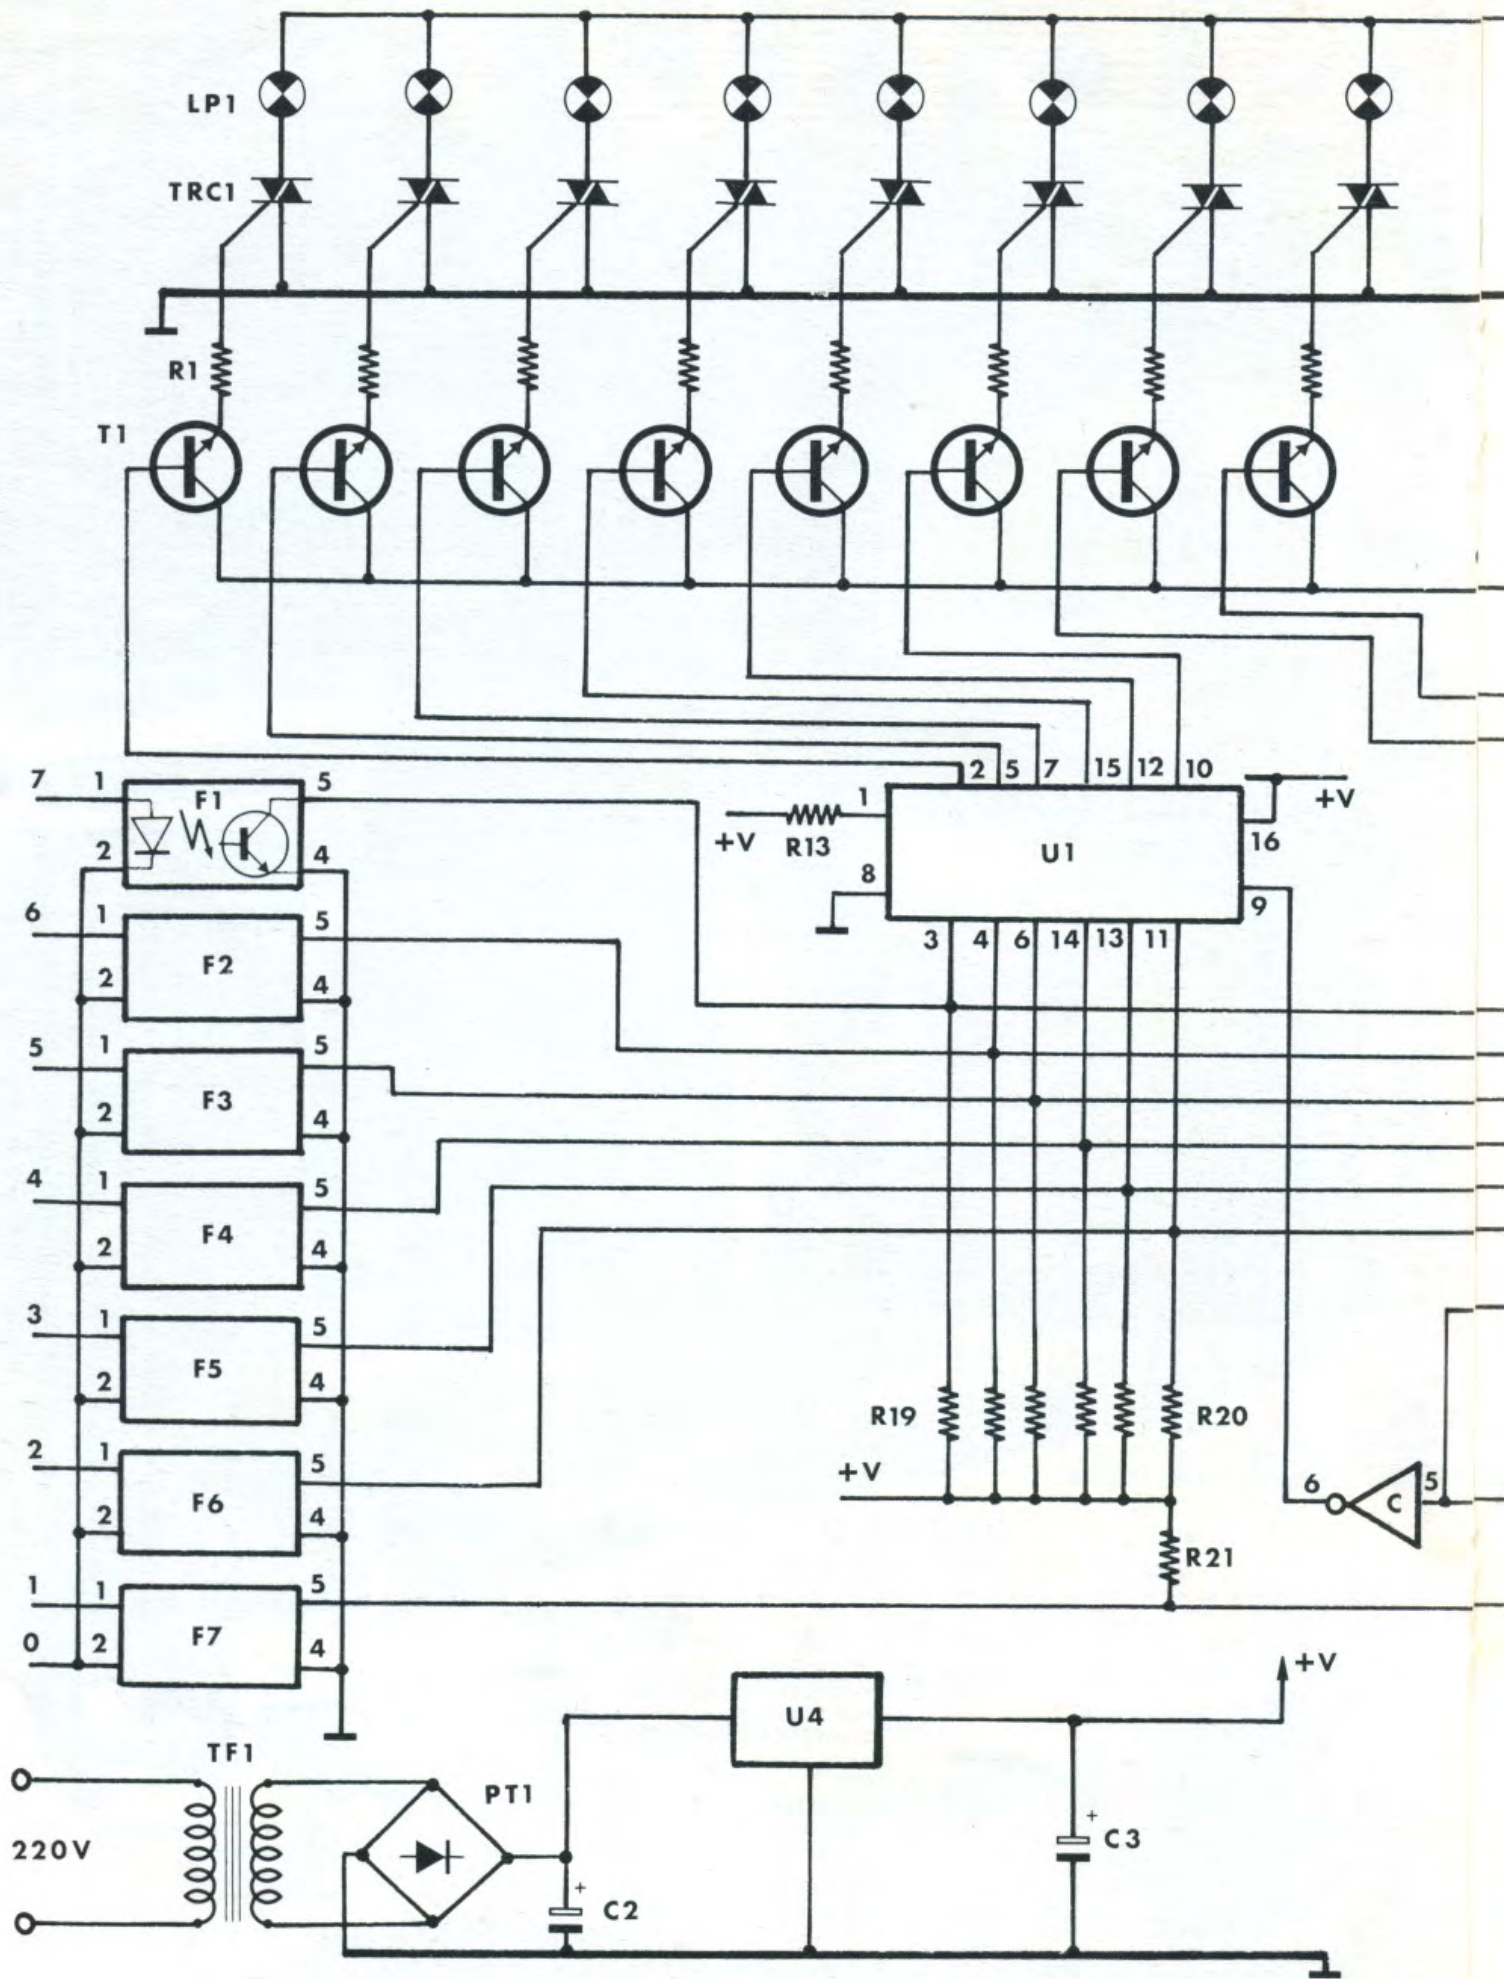 LP1
TRC1
R1
T1
2 5 7 15 12 10
7 1 F1 5
2 4
+V R13 1
8
U1
16 +V
9
3 4 6 14 13 11
6 1 5
F2
2 4
5 1 5
F3
2 4
4 1 5
F4
2 4
3 1 5
F5
2 4
R19 R20
+V
2 1 5
F6
2 4
6 C 5
R21
1 1 5
F7
0 2 4
+V
U4
TF1
PT1
220V
+ C3
+ C2